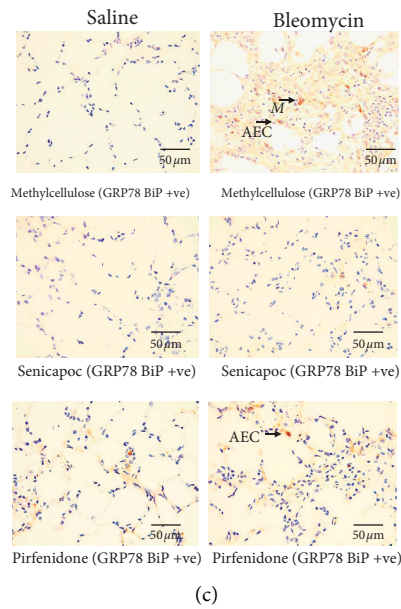 Saline Bleomycin
M
AEC
50 μm 50 μm
Methylcellulose (GRP78 BiP +ve) Methylcellulose (GRP78 BiP +ve)
50 μm 50 μm
Senicapoc (GRP78 BiP +ve) Senicapoc (GRP78 BiP +ve)
AEC
50 μm 50 μm
Pirfenidone (GRP78 BiP +ve) Pirfenidone (GRP78 BiP +ve)
(c)